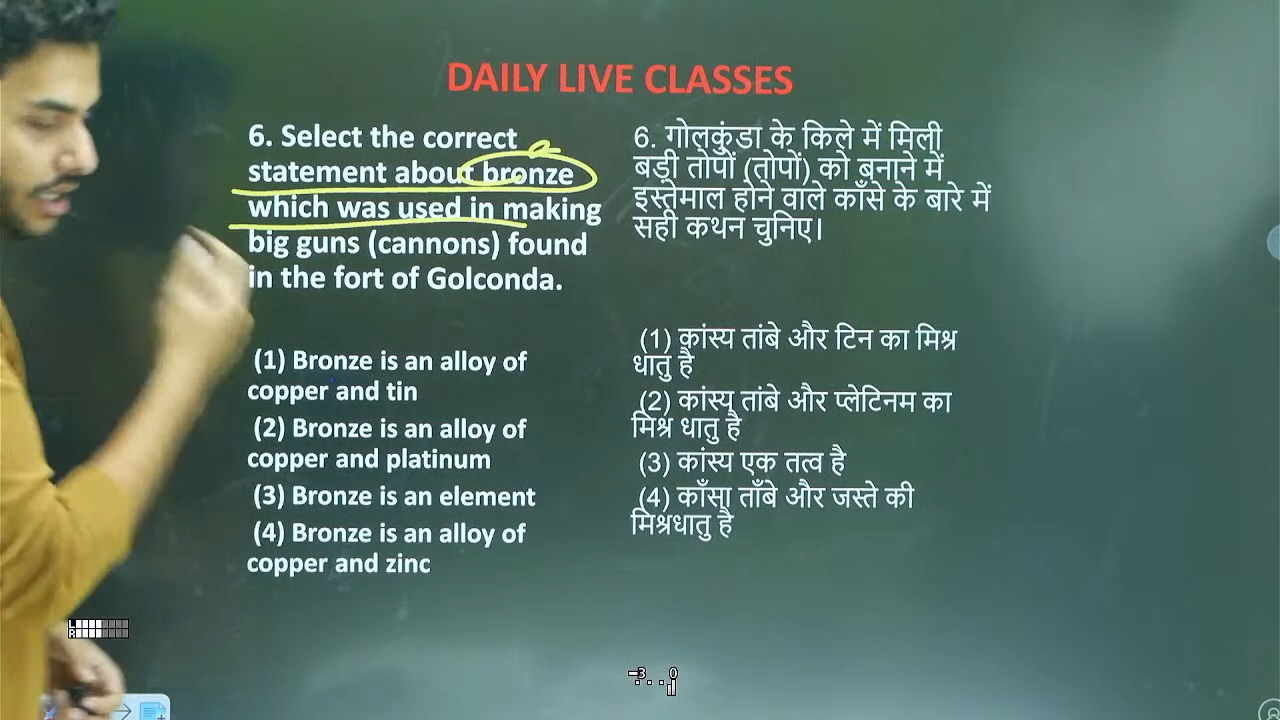 DAILY LIVE CLASSES
6. Select the correct
statement about bronze
which was used in making
big guns (cannons) found
in the fort of Golconda.
(1) Bronze is an alloy of
copper and tin
(2) Bronze is an alloy of
copper and platinum
(3) Bronze is an element
(4) Bronze is an alloy of
copper and zinc
6. गोलकुंडा के किले में मिली
बड़ी तोपों (तोपों) को बनाने में
इस्तेमाल होने वाले काँसे के बारे में
सही कथन चुनिए।
(1) कांस्य तांबे और टिन का मिश्र
धातु है
(2) कांस्य तांबे और प्लेटिनम का
मिश्र धातु है
(3) कांस्य एक तत्व है
(4) काँसा ताँबे और जस्ते की
मिश्रधातु है
L
R
-3 0